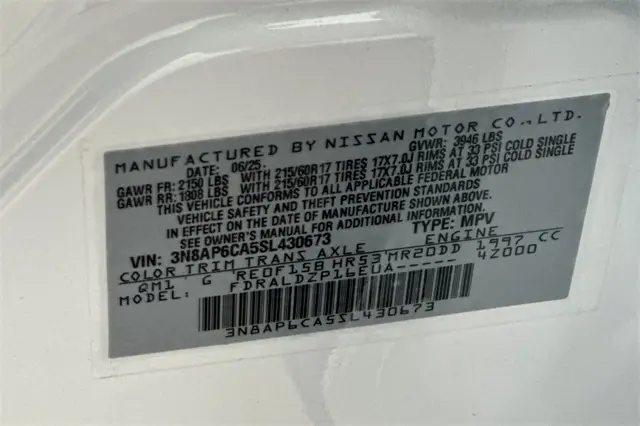 MANUFACTURED BY NISSAN MOTOR CO., LTD.
DATE: 06/25 GVWR: 3946 LBS
GAWR FR: 2150 LBS WITH 215/60R17 TIRES 17X7.0J RIMS AT 33 PSI COLD SINGLE
GAWR RR: 1808 LBS WITH 215/60R17 TIRES 17X7.0J RIMS AT 33 PSI COLD SINGLE
THIS VEHICLE CONFORMS TO ALL APPLICABLE FEDERAL MOTOR
VEHICLE SAFETY AND THEFT PREVENTION STANDARDS
IN EFFECT ON THE DATE OF MANUFACTURE SHOWN ABOVE.
SEE OWNER'S MANUAL FOR ADDITIONAL INFORMATION.
VIN: 3N8AP6CA5SL430673 TYPE: MPV
COLOR TRIM TRANS AXLE ENGINE
QM1 G RE0F15B HR53 MR20DD 1997 CC
MODEL: FDRALDZP16EUA- 4Z000
3N8AP6CA5SL430673